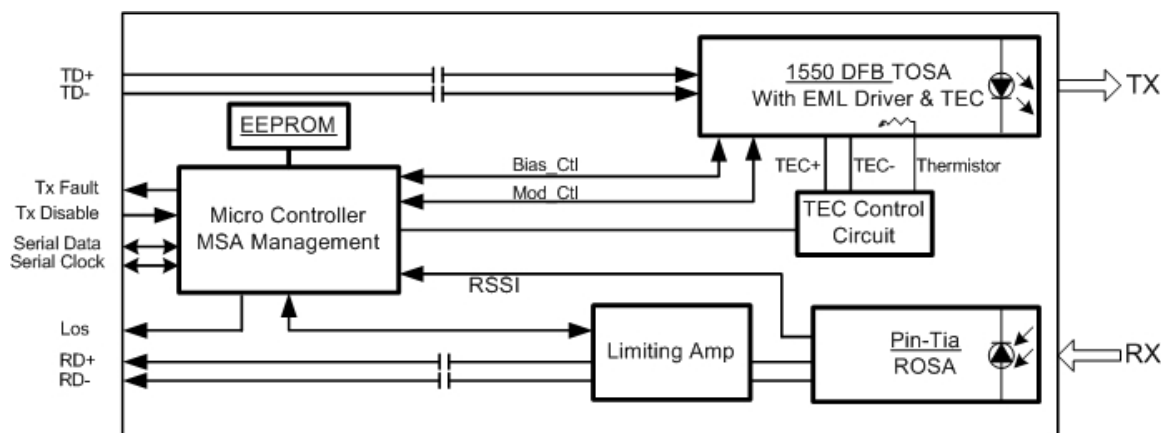 TD+
TD-
1550 DFB TOSA
With EML Driver & TEC
TX
EEPROM
Bias_Ctl
TEC+
TEC-
Thermistor
Tx Fault
Tx Disable
Serial Data
Serial Clock
Micro Controller
MSA Management
Mod_Ctl
TEC Control
Circuit
RSSI
Los
RD+
RD-
Limiting Amp
Pin-Tia
ROSA
RX